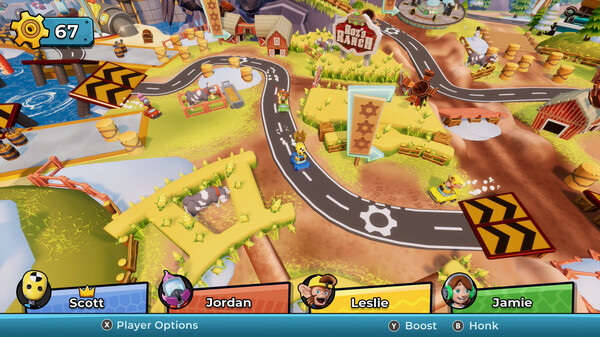 67
ROZ'S
RANCH
Scott
Jordan
Leslie
Jamie
X Player Options
Y Boost
B Honk